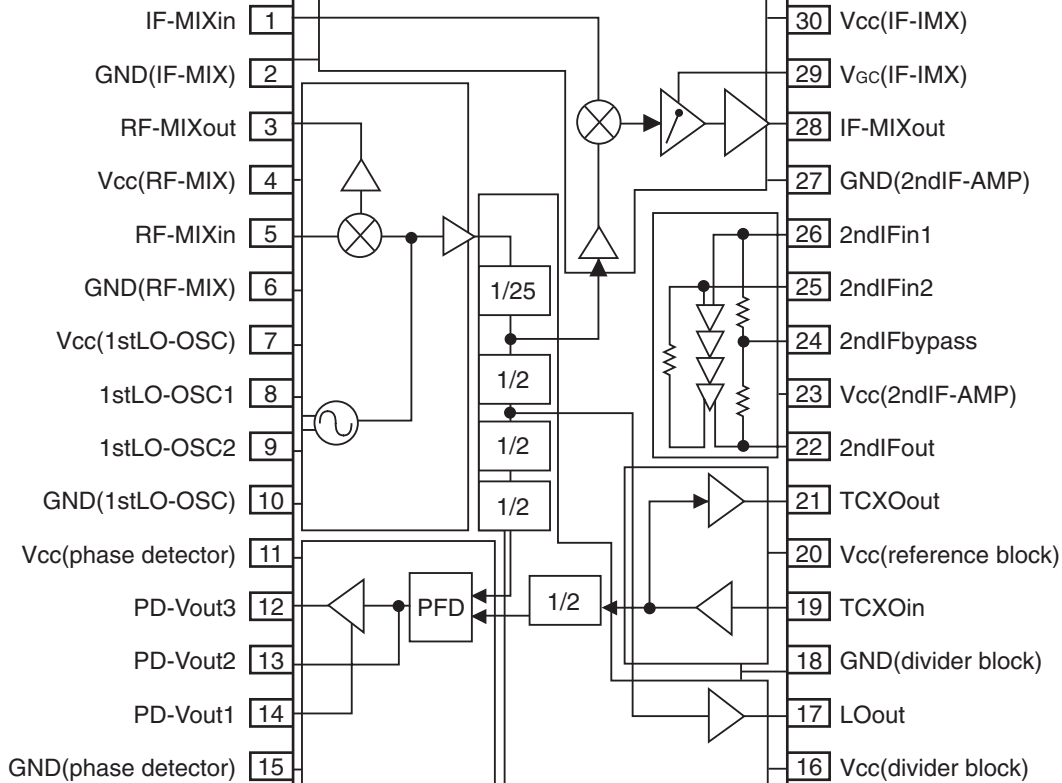 IF-MIXin 1
GND(IF-MIX) 2
RF-MIXout 3
Vcc(RF-MIX) 4
RF-MIXin 5
GND(RF-MIX) 6
Vcc(1stLO-OSC) 7
1stLO-OSC1 8
1stLO-OSC2 9
GND(1stLO-OSC) 10
Vcc(phase detector) 11
PD-Vout3 12
PD-Vout2 13
PD-Vout1 14
GND(phase detector) 15
1/25
1/2
1/2
1/2
PFD
1/2
30 Vcc(IF-IMX)
29 VGC(IF-IMX)
28 IF-MIXout
27 GND(2ndIF-AMP)
26 2ndIFin1
25 2ndIFin2
24 2ndIFbypass
23 Vcc(2ndIF-AMP)
22 2ndIFout
21 TCXOout
20 Vcc(reference block)
19 TCXOin
18 GND(divider block)
17 LOout
16 Vcc(divider block)